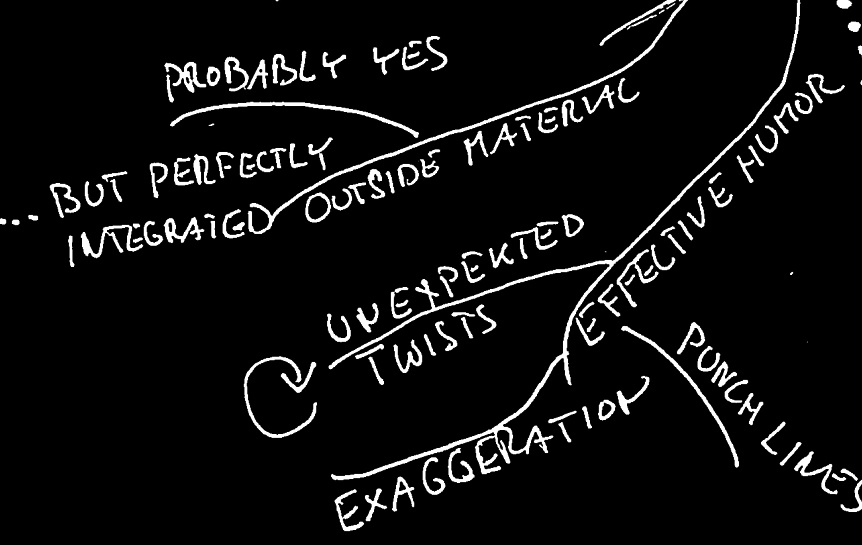 PROBABLY YES
... BUT PERFECTLY
INTEGRATED
OUTSIDE MATERIAL
EFFECTIVE HUMOR
UNEXPEKTED
TWISTS
EXAGGERATION
PUNCH LINES